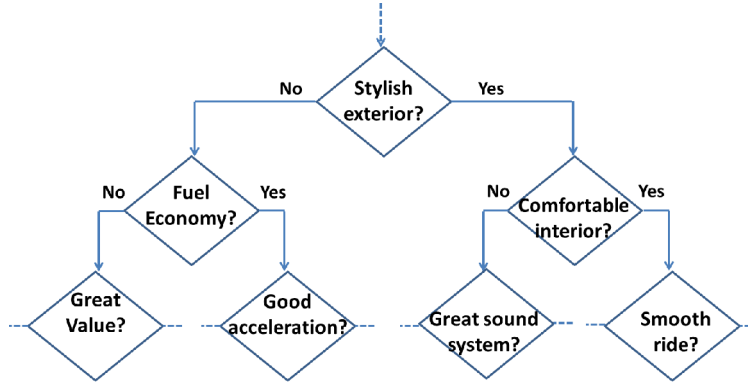 No
Stylish
exterior?
Yes
No
Fuel
Economy?
Yes
No
Comfortable
interior?
Yes
Great
Value?
Good
acceleration?
Great sound
system?
Smooth
ride?